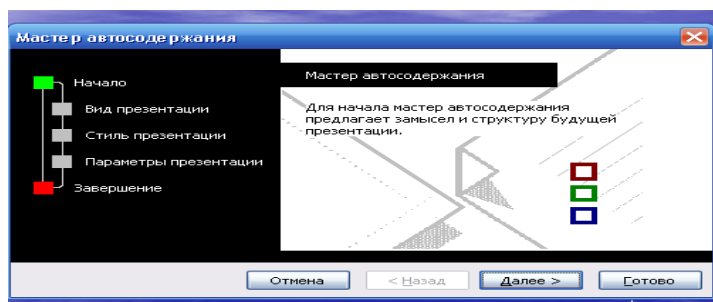 Мастер автосодержания
Начало
Вид презентации
Стиль презентации
Параметры презентации
Завершение
Мастер автосодержания
Для начала мастер автосодержания
предлагает замысел и структуру будущей
презентации.
Отмена
< Назад
Далее >
Готово